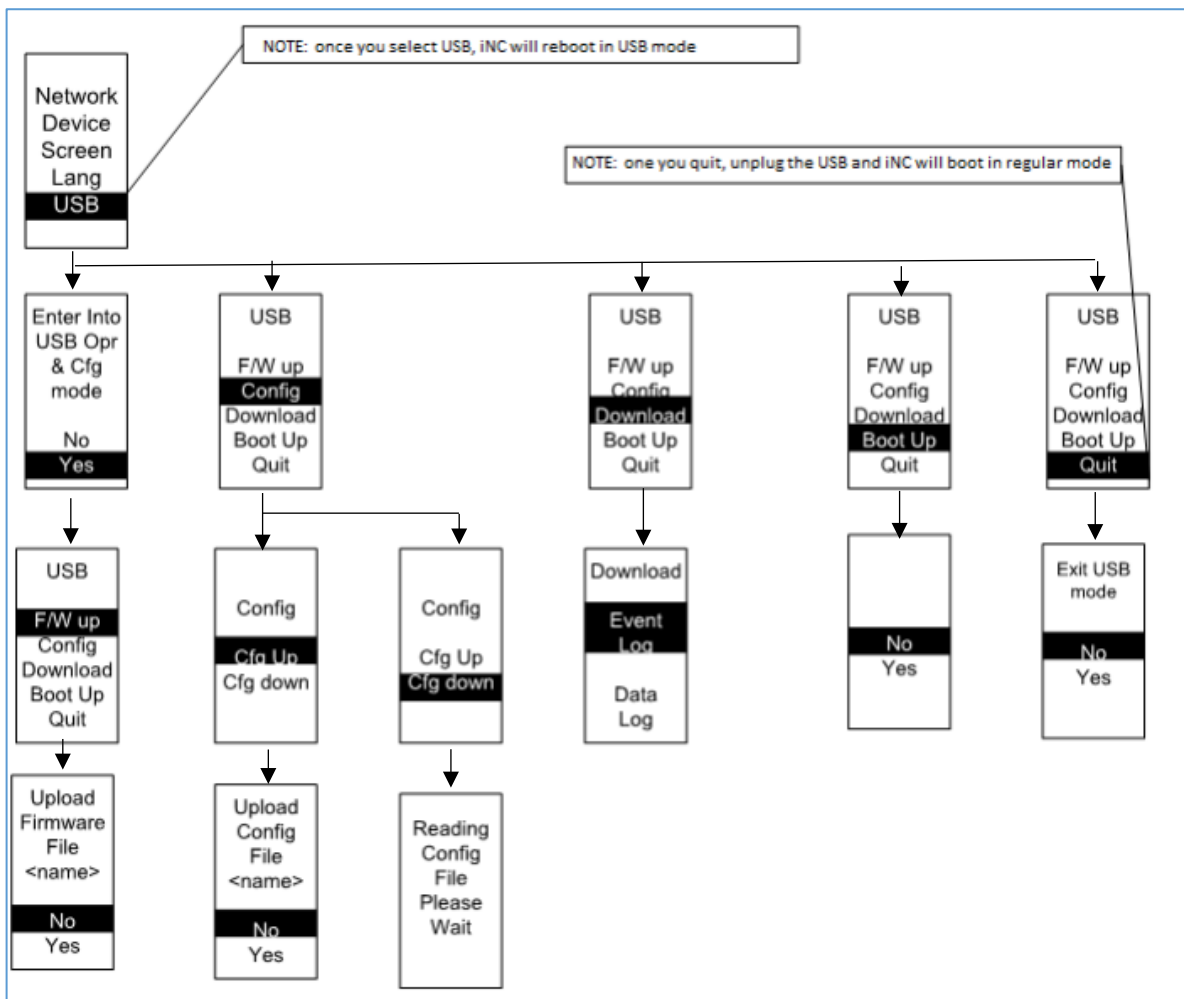 NOTE: once you select USB, iNC will reboot in USB mode
Network
Device
Screen
Lang
USB
NOTE: one you quit, unplug the USB and iNC will boot in regular mode
Enter Into
USB Opr
& Cfg
mode
No
Yes
USB
F/W up
Config
Download
Boot Up
Quit
USB
F/W up
Config
Download
Boot Up
Quit
USB
F/W up
Config
Download
Boot Up
Quit
USB
F/W up
Config
Download
Boot Up
Quit
USB
F/W up
Config
Download
Boot Up
Quit
Config
Cfg Up
Cfg down
Config
Cfg Up
Cfg down
Download
Event
Log
Data
Log
No
Yes
Exit USB
mode
No
Yes
Upload
Firmware
File
<name>
No
Yes
Upload
Config
File
<name>
No
Yes
Reading
Config
File
Please
Wait